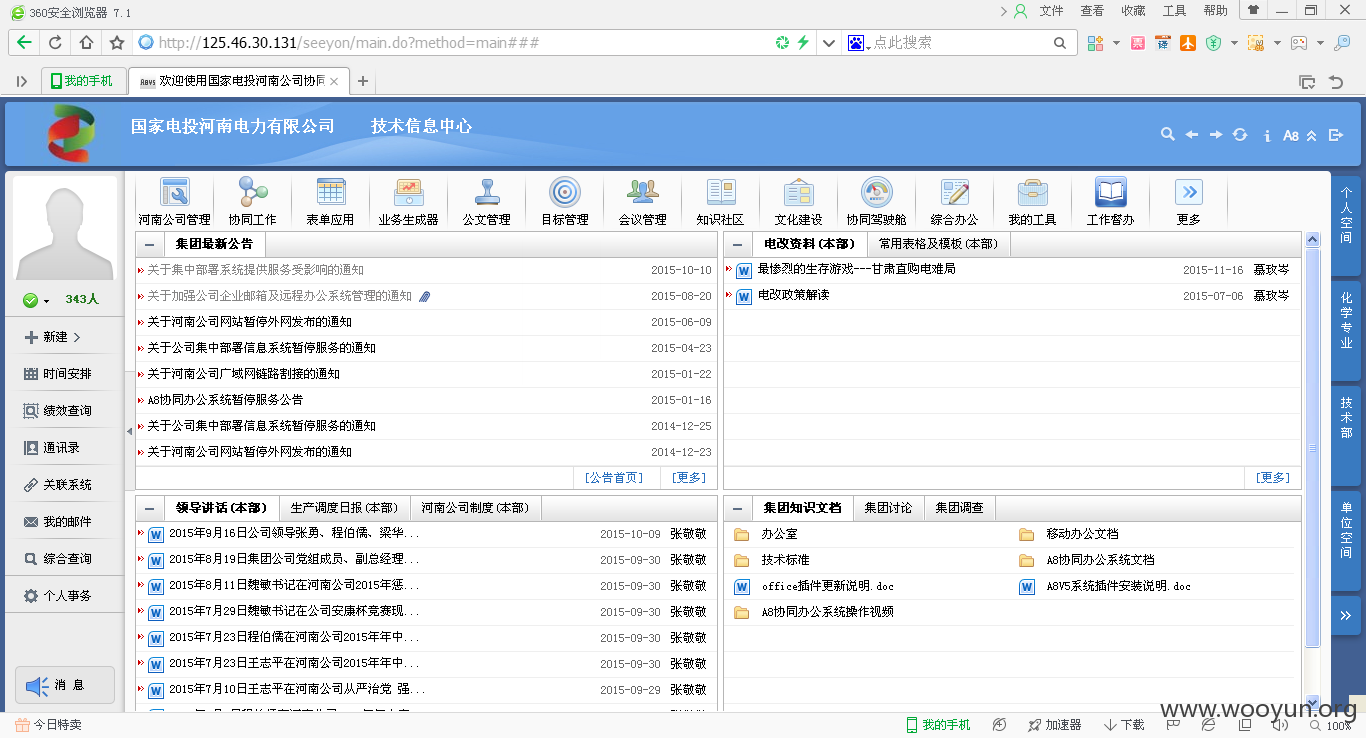 360安全浏览器 7.1
文件 查看 收藏 工具 帮助
http://125.46.30.131/seeyon/main.do?method=main###
点此搜索
我的手机 欢迎使用国家电投河南公司协同
国家电投河南电力有限公司 技术信息中心
A8
河南公司管理 协同工作 表单应用 业务生成器 公文管理 目标管理 会议管理 知识社区 文化建设 协同驾驶舱 综合办公 我的工具 工作督办 更多
343人
新建
时间安排
绩效查询
通讯录
关联系统
我的邮件
综合查询
个人事务
消 息
集团最新公告
关于集中部署系统提供服务受影响的通知 2015-10-10
关于加强公司企业邮箱及远程办公系统管理的通知 2015-08-20
关于河南公司网站暂停外网发布的通知 2015-06-09
关于公司集中部署信息系统暂停服务的通知 2015-04-23
关于河南公司广域网链路割接的通知 2015-01-22
A8协同办公系统暂停服务公告 2015-01-16
关于公司集中部署信息系统暂停服务的通知 2014-12-25
关于河南公司网站暂停外网发布的通知 2014-12-23
[公告首页] [更多]
电改资料(本部) 常用表格及模板(本部)
最惨烈的生存游戏---甘肃直购电难局 2015-11-16 慕玫岑
电改政策解读 2015-07-06 慕玫岑
[更多]
领导讲话(本部) 生产调度日报(本部) 河南公司制度(本部)
2015年9月16日公司领导张勇、程伯儒、梁华... 2015-10-09 张敬敬
2015年8月19日集团公司党组成员、副总经理... 2015-09-30 张敬敬
2015年8月11日魏敏书记在河南公司2015年惩... 2015-09-30 张敬敬
2015年7月29日魏敏书记在公司安康杯竞赛现... 2015-09-30 张敬敬
2015年7月23日程伯儒在河南公司2015年年中... 2015-09-30 张敬敬
2015年7月23日王志平在河南公司2015年年中... 2015-09-30 张敬敬
2015年7月10日王志平在河南公司从严治党 强... 2015-09-29 张敬敬
集团知识文档 集团讨论 集团调查
办公室 移动办公文档
技术标准 A8协同办公系统文档
office插件更新说明.doc A8V5系统插件安装说明.doc
A8协同办公系统操作视频
个人空间
化学专业
技术部
单位空间
www.wooyun.org
今日特卖 我的手机 加速器 下载 100%